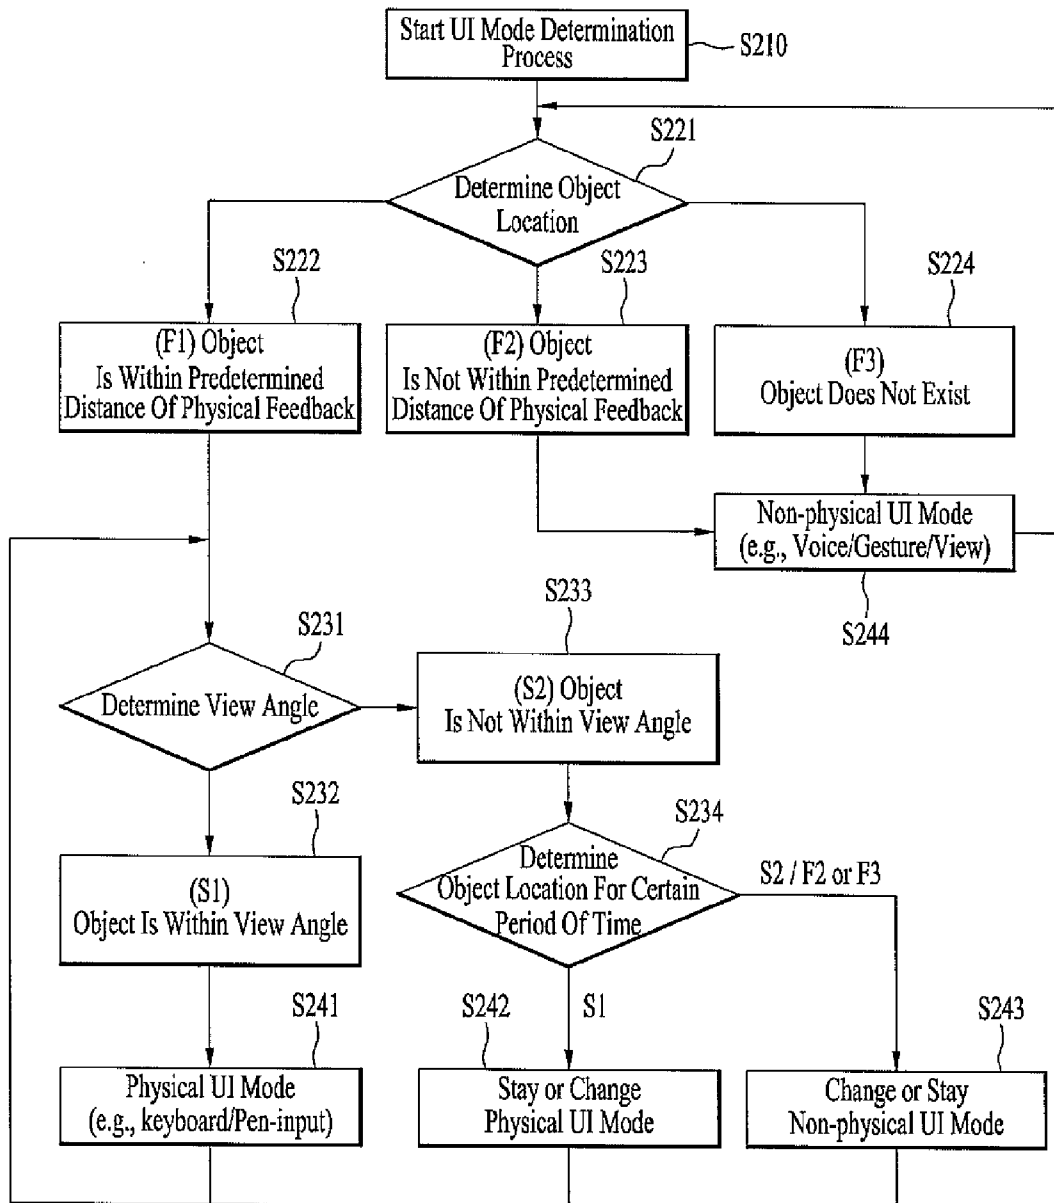 Start UI Mode Determination
Process
S210
S221
Determine Object
Location
S222
S223
S224
(F1) Object
Is Within Predetermined
Distance Of Physical Feedback
(F2) Object
Is Not Within Predetermined
Distance Of Physical Feedback
(F3)
Object Does Not Exist
Non-physical UI Mode
(e.g., Voice/Gesture/View)
S244
S231
Determine View Angle
S233
(S2) Object
Is Not Within View Angle
S232
(S1)
Object Is Within View Angle
S234
Determine
Object Location For Certain
Period Of Time
S2 / F2 or F3
S1
S241
Physical UI Mode
(e.g., keyboard/Pen-input)
S242
Stay or Change
Physical UI Mode
S243
Change or Stay
Non-physical UI Mode